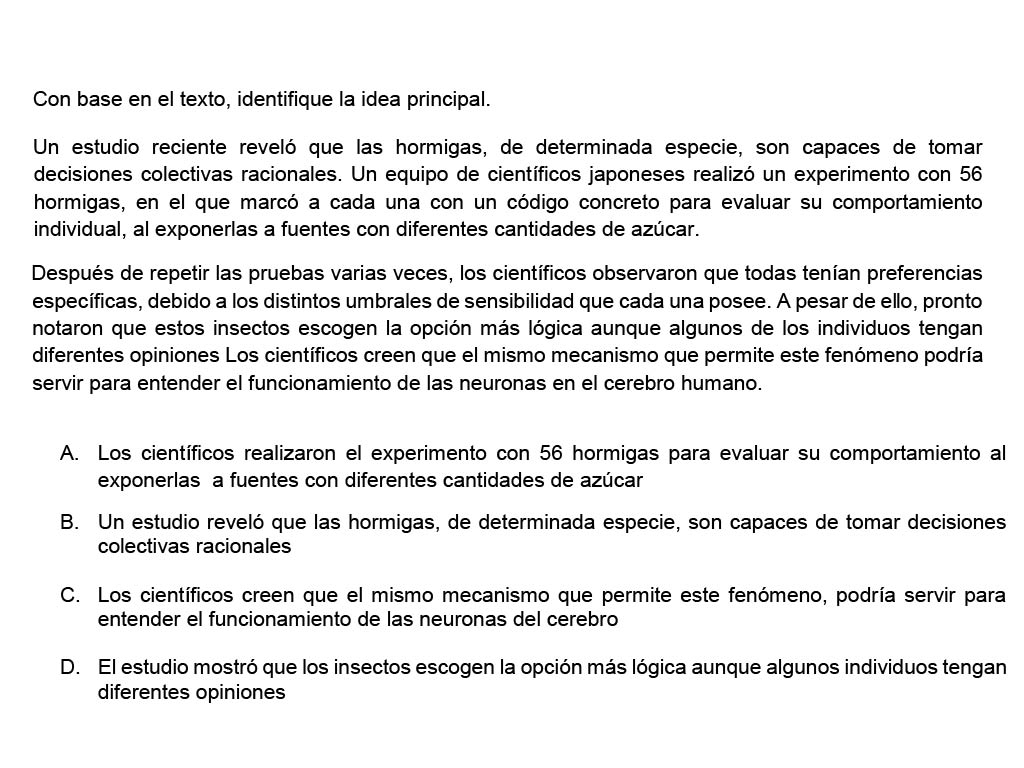 Con base en el texto, identifique la idea principal.
Un estudio reciente reveló que las hormigas, de determinada especie, son capaces de tomar
decisiones colectivas racionales. Un equipo de científicos japoneses realizó un experimento con 56
hormigas, en el que marcó a cada una con un código concreto para evaluar su comportamiento
individual, al exponerlas a fuentes con diferentes cantidades de azúcar.
Después de repetir las pruebas varias veces, los científicos observaron que todas tenían preferencias
específicas, debido a los distintos umbrales de sensibilidad que cada una posee. A pesar de ello, pronto
notaron que estos insectos escogen la opción más lógica aunque algunos de los individuos tengan
diferentes opiniones Los científicos creen que el mismo mecanismo que permite este fenómeno podría
servir para entender el funcionamiento de las neuronas en el cerebro humano.
A. Los científicos realizaron el experimento con 56 hormigas para evaluar su comportamiento al
exponerlas a fuentes con diferentes cantidades de azúcar
B. Un estudio reveló que las hormigas, de determinada especie, son capaces de tomar decisiones
colectivas racionales
C. Los científicos creen que el mismo mecanismo que permite este fenómeno, podría servir para
entender el funcionamiento de las neuronas del cerebro
D. El estudio mostró que los insectos escogen la opción más lógica aunque algunos individuos tengan
diferentes opiniones